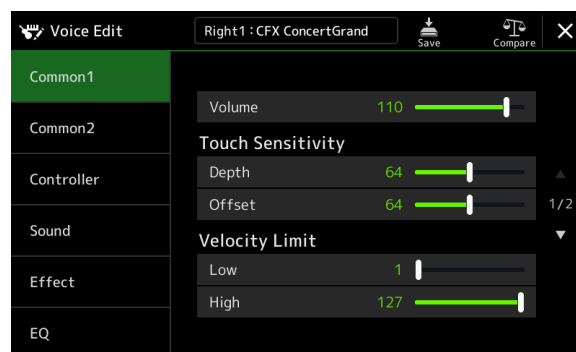 Voice Edit
Right1 : CFX ConcertGrand
Save
Compare
Common1
Common2
Controller
Sound
Effect
EQ
Volume 110
Touch Sensitivity
Depth 64
Offset 64
Velocity Limit
Low 1
High 127
1/2